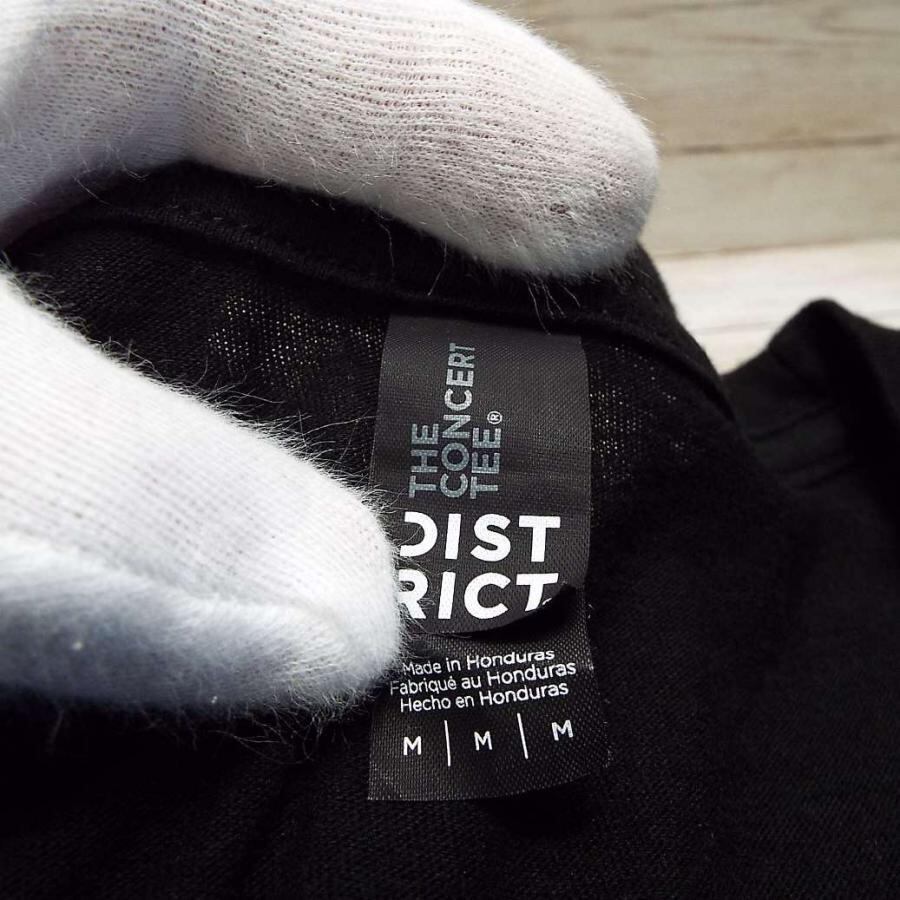 THE
CONCERT
TEE®
DIST
RICT
Made in Honduras
Fabriqué au Honduras
Hecho en Honduras
M | M | M